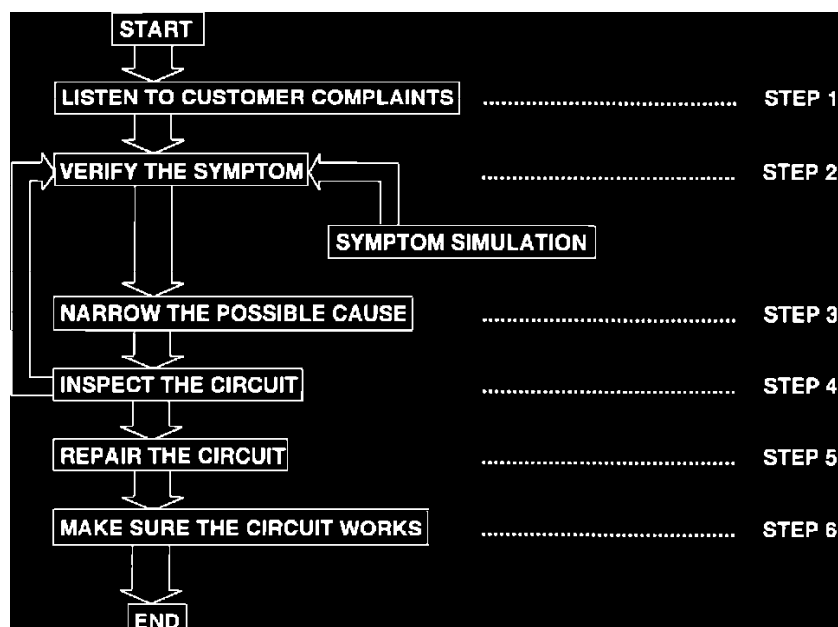 START
LISTEN TO CUSTOMER COMPLAINTS ........................................ STEP 1
VERIFY THE SYMPTOM ........................................ STEP 2
SYMPTOM SIMULATION
NARROW THE POSSIBLE CAUSE ........................................ STEP 3
INSPECT THE CIRCUIT ........................................ STEP 4
REPAIR THE CIRCUIT ........................................ STEP 5
MAKE SURE THE CIRCUIT WORKS ........................................ STEP 6
END